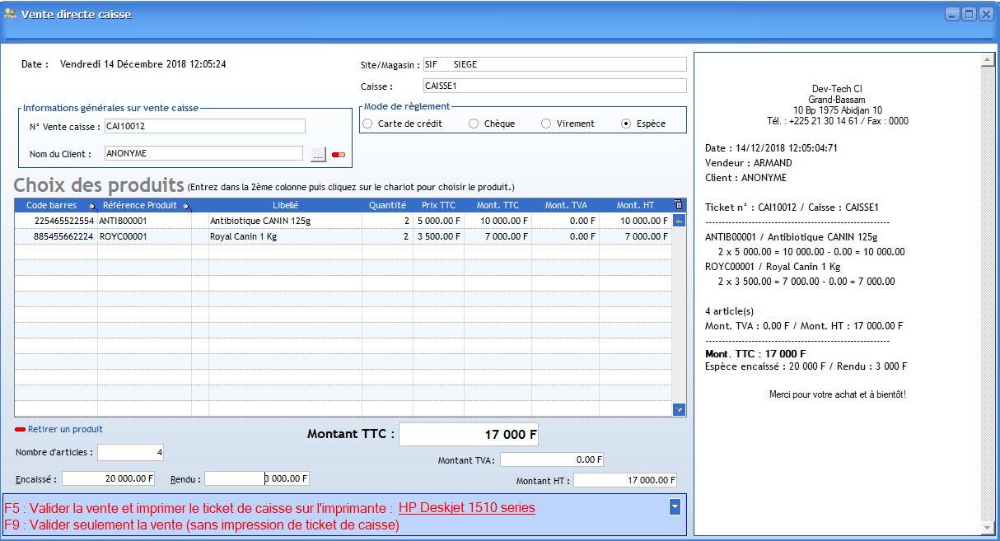 Vente directe caisse
Date : Vendredi 14 Décembre 2018 12:05:24
Site/Magasin : SIF SIEGE
Caisse : CAISSE1
Informations générales sur vente caisse
N° Vente caisse : CAI10012
Nom du Client : ANONYME ...
Mode de règlement
Carte de crédit Chèque Virement Espèce
Choix des produits (Entrez dans la 2ème colonne puis cliquez sur le chariot pour choisir le produit.)
Code barres Référence Produit Libellé Quantité Prix TTC Mont. TTC Mont. TVA Mont. HT
225465522554 ANTIB00001 Antibiotique CANIN 125g 2 5 000.00 F 10 000.00 F 0.00 F 10 000.00 F
885455662224 ROYC00001 Royal Canin 1 Kg 2 3 500.00 F 7 000.00 F 0.00 F 7 000.00 F
Retirer un produit
Montant TTC : 17 000 F
Nombre d'articles : 4
Montant TVA: 0.00 F
Encaissé : 20 000.00 F Rendu : 3 000.00 F
Montant HT : 17 000.00 F
F5 : Valider la vente et imprimer le ticket de caisse sur l'imprimante : HP Deskjet 1510 series
F9 : Valider seulement la vente (sans impression de ticket de caisse)
Dev-Tech CI
Grand-Bassam
10 Bp 1975 Abidjan 10
Tél. : +225 21 30 14 61 / Fax : 0000
Date : 14/12/2018 12:05:04:71
Vendeur : ARMAND
Client : ANONYME
Ticket n° : CAI10012 / Caisse : CAISSE1
--------------------------------------------------------
ANTIB00001 / Antibiotique CANIN 125g
2 x 5 000.00 = 10 000.00 - 0.00 = 10 000.00
ROYC00001 / Royal Canin 1 Kg
2 x 3 500.00 = 7 000.00 - 0.00 = 7 000.00
4 article(s)
Mont. TVA : 0.00 F / Mont. HT : 17 000.00 F
--------------------------------------------------------
Mont. TTC : 17 000 F
Espèce encaissé : 20 000 F / Rendu : 3 000 F
Merci pour votre achat et à bientôt!